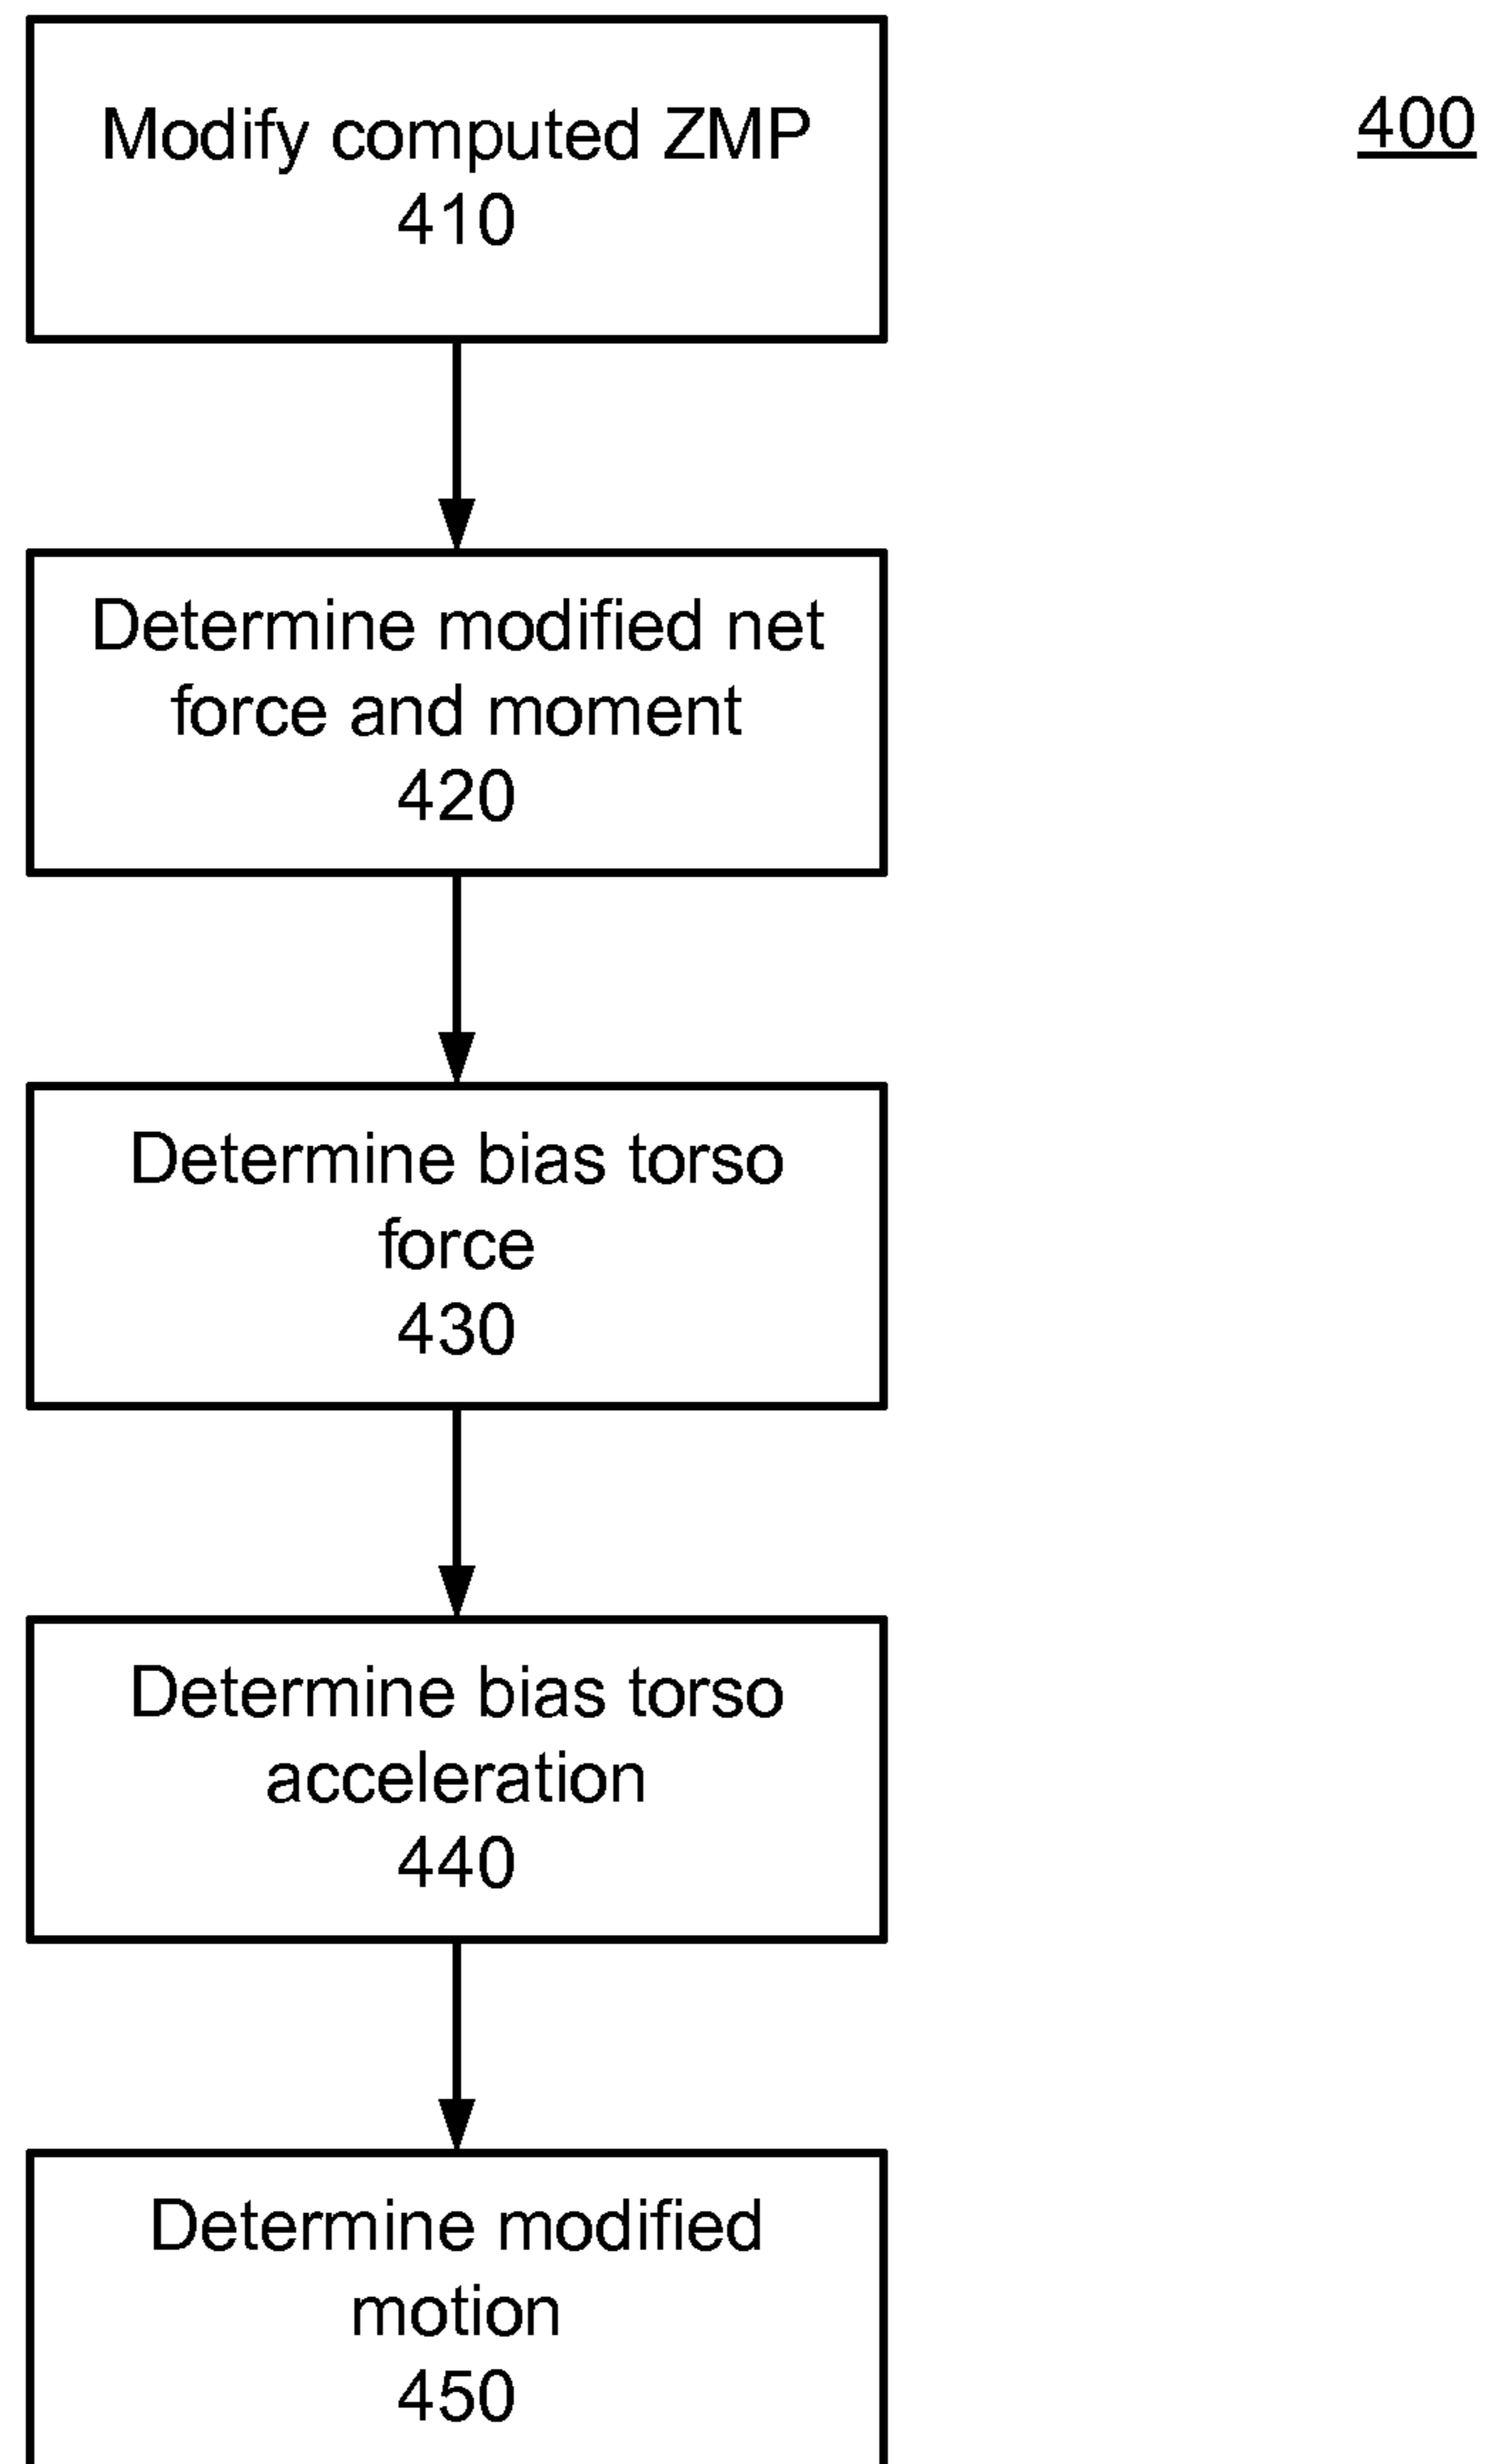 Modify computed ZMP
410
400
Determine modified net
force and moment
420
Determine bias torso
force
430
Determine bias torso
acceleration
440
Determine modified
motion
450